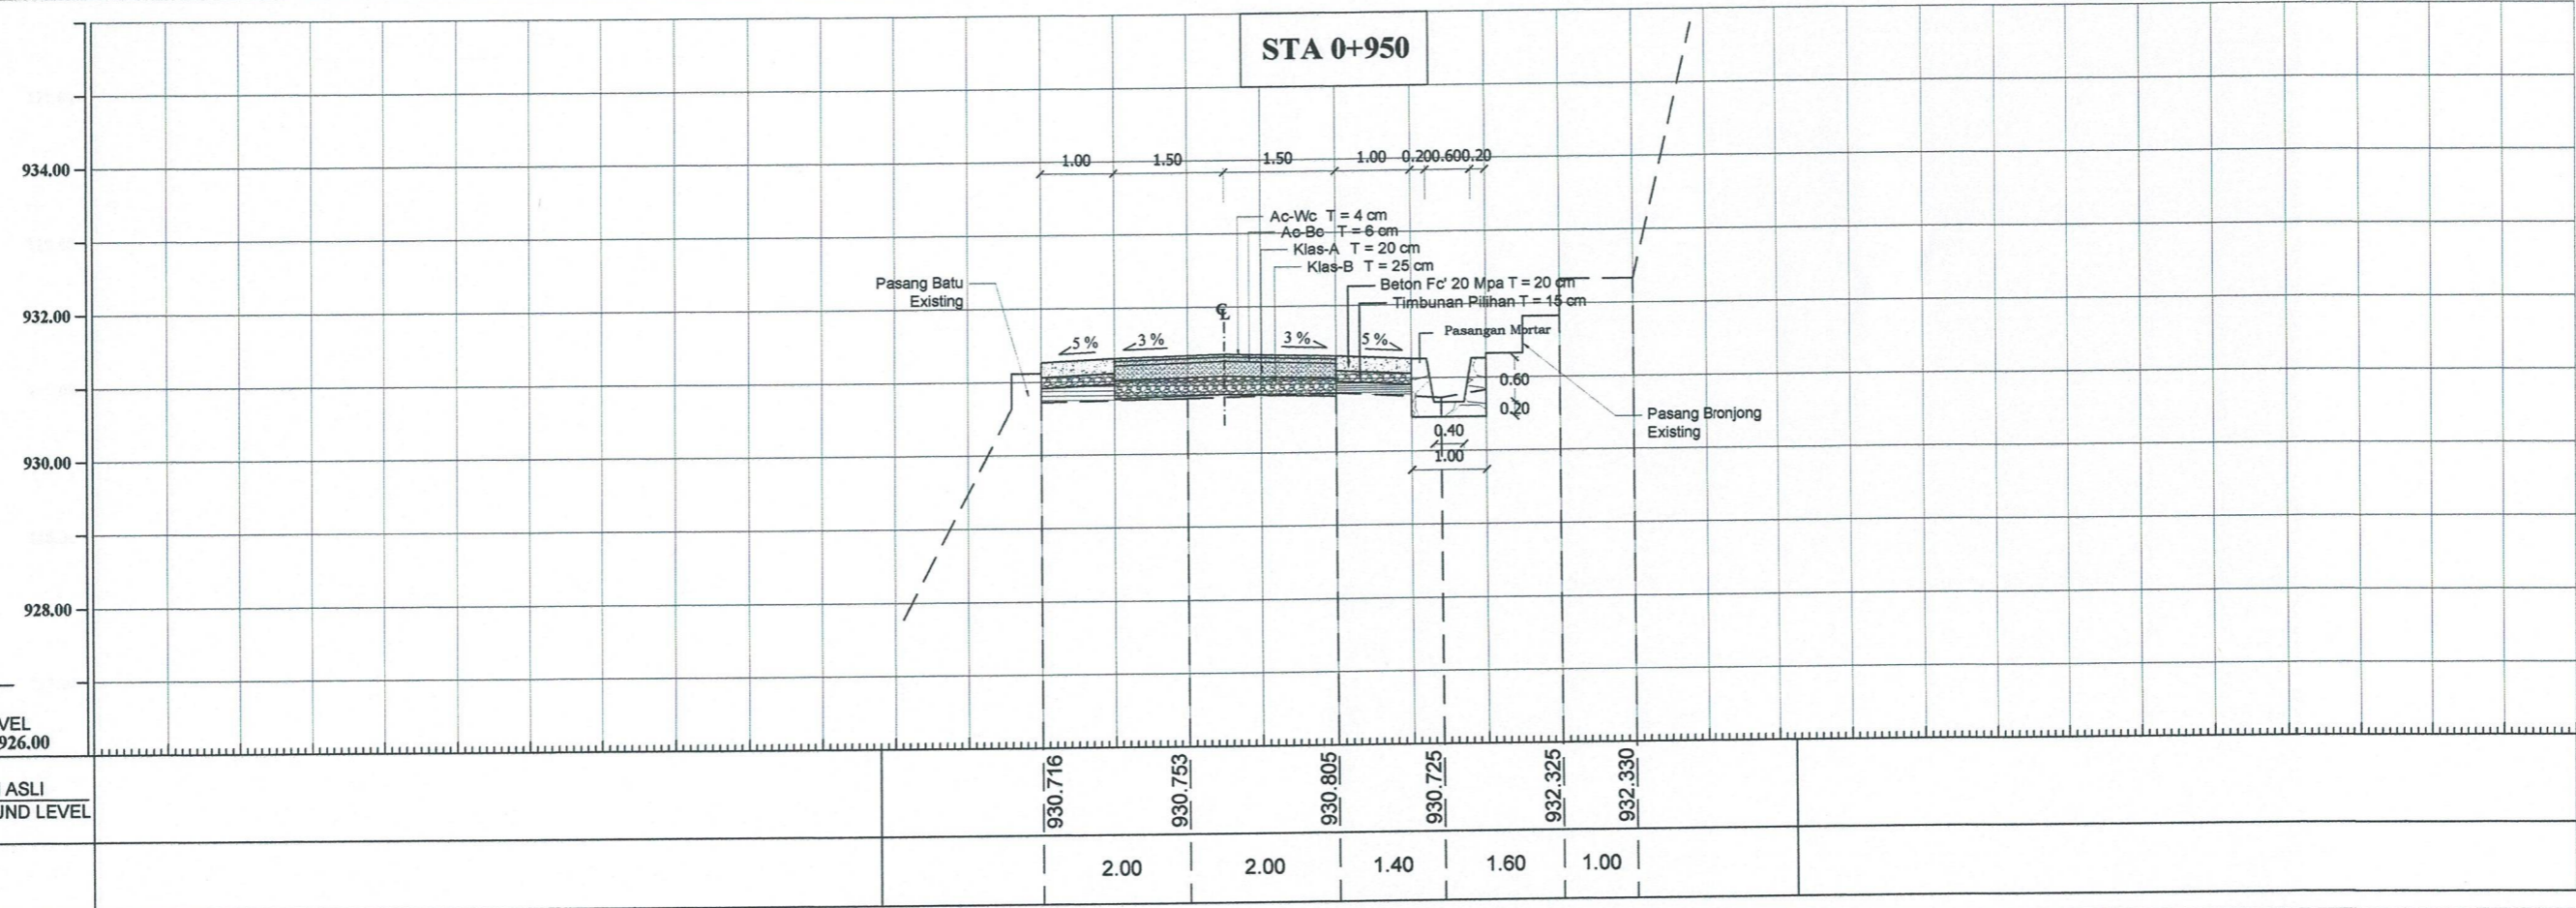 STA 0+950
934.00
1.00 1.50 1.50 1.00 0.20 0.60 0.20
Ac-Wc T = 4 cm
Ac-Bc T = 6 cm
Klas-A T = 20 cm
Klas-B T = 25 cm
Pasang Batu
Existing
Beton Fc' 20 Mpa T = 20 cm
Timbunan Pilihan T = 15 cm
932.00
CL
Pasangan Mortar
5 % 3 % 3 % 5 %
0.60
0.20
Pasang Bronjong
Existing
0.40
1.00
930.00
928.00
VEL
926.00
930.716 930.753 930.805 930.725 932.325 932.330
ASLI
UND LEVEL
2.00 2.00 1.40 1.60 1.00